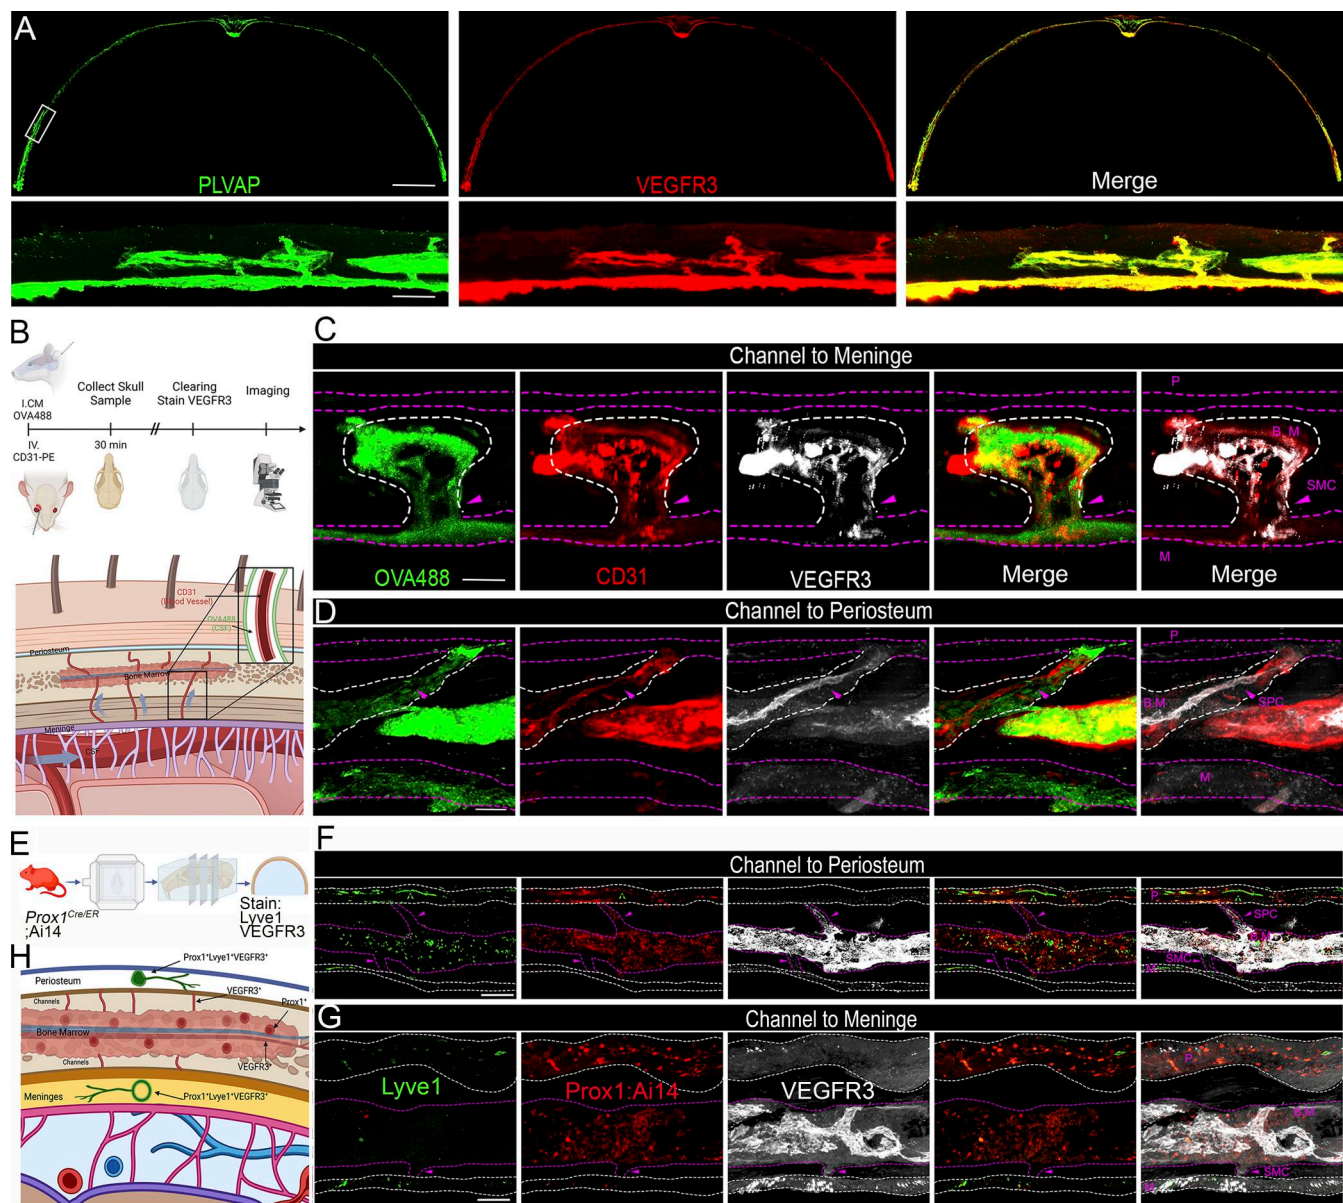 A
PLVAP
VEGFR3
Merge
B
I.CM
OVA488
IV.
CD31-PE
Collect Skull
Sample
30 min
Clearing
Stain VEGFR3
Imaging
CD31
(Blood Vessel)
OVA488
(CSF)
Periosteum
Bone Marrow
Meninge
CSF
C
Channel to Meninge
OVA488
CD31
VEGFR3
Merge
Merge
P
B.M
SMC
M
D
Channel to Periosteum
P
B.M
SPC
M
E
Prox1Cre/ER
;Ai14
Stain:
Lyve1
VEGFR3
F
Channel to Periosteum
P
SPC
B.M
SMC
M
G
Channel to Meninge
Lyve1
Prox1:Ai14
VEGFR3
P
B.M
SMC
M
H
Prox1+Lvye1+VEGFR3+
Periosteum
Channels
VEGFR3+
Prox1+
Bone Marrow
VEGFR3+
Channels
Meninges
Prox1+Lvye1+VEGFR3+